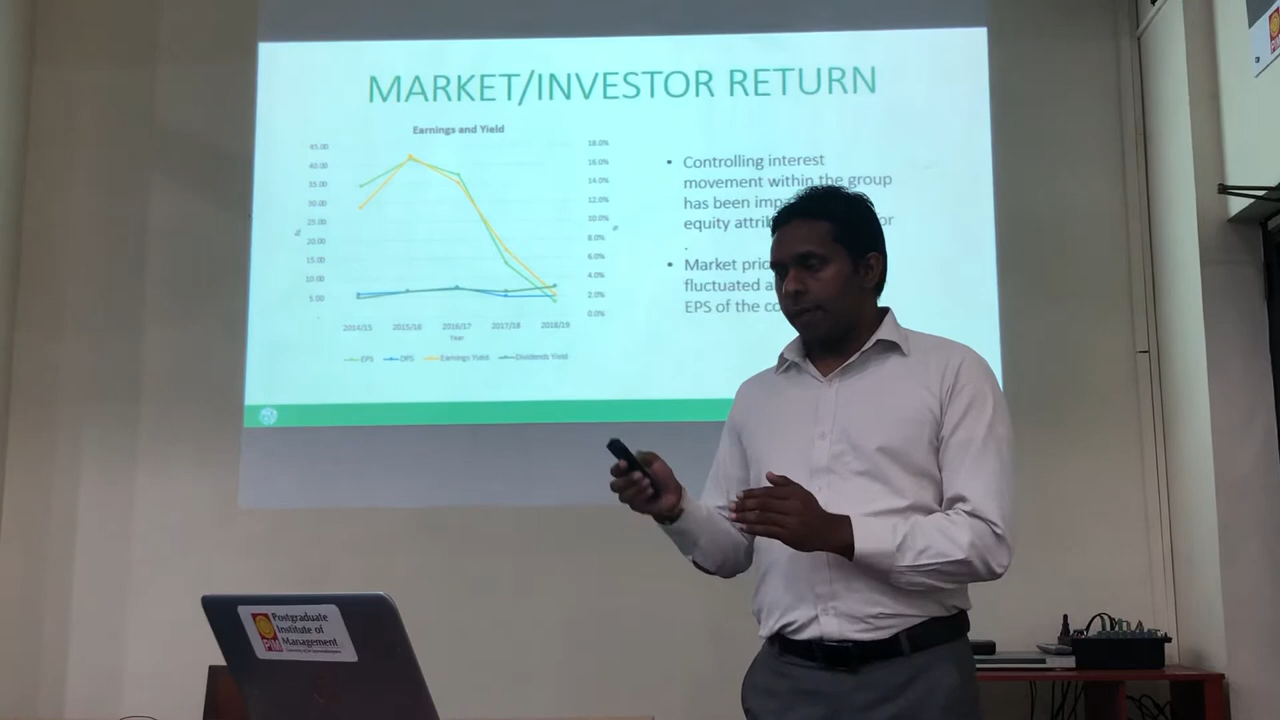 MARKET/INVESTOR RETURN
Earnings and Yield
45.00
40.00
35.00
30.00
25.00
20.00
15.00
10.00
5.00
Rs.
18.0%
16.0%
14.0%
12.0%
10.0%
8.0%
6.0%
4.0%
2.0%
0.0%
%
2014/15 2015/16 2016/17 2017/18 2018/19
Year
EPS DPS Earnings Yield Dividends Yield
• Controlling interest
movement within the group
has been
equity or
.
• Market
fluctuated
EPS of the
Postgraduate
Institute of
Management
PIM